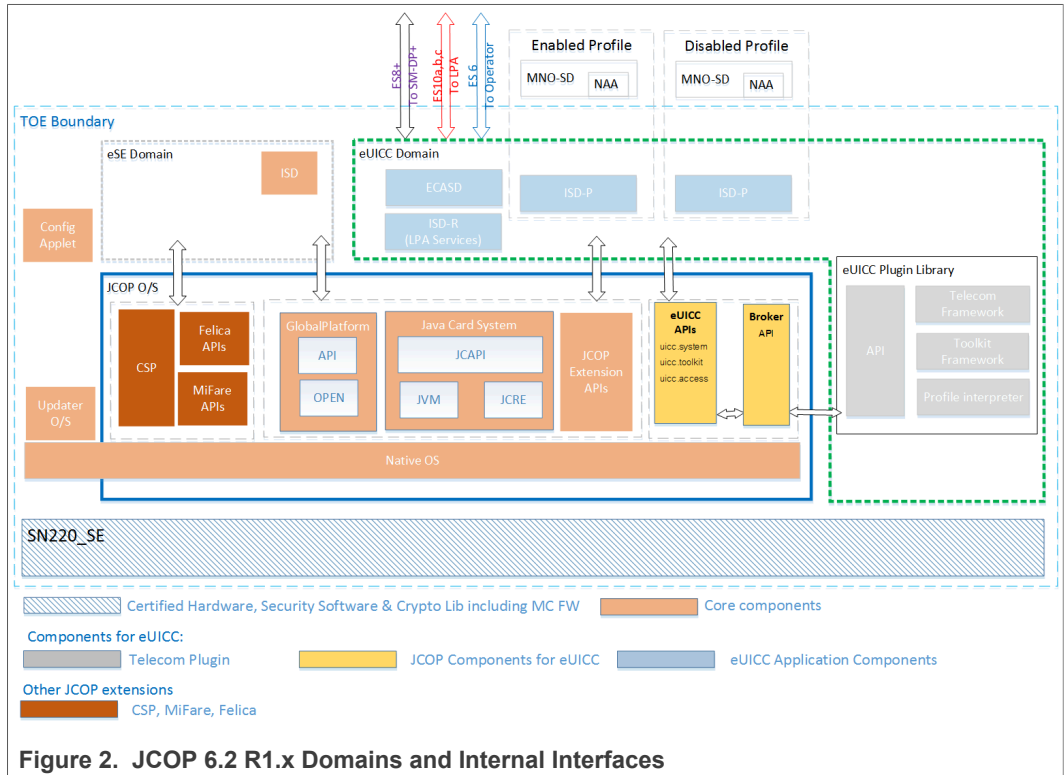 ES8+
To SM-DP+
ES10a,b,c
To LPA
ES 6
To Operator
Enabled Profile
MNO-SD
NAA
Disabled Profile
MNO-SD
NAA
TOE Boundary
eSE Domain
ISD
eUICC Domain
ECASD
ISD-R
(LPA Services)
ISD-P
ISD-P
Config
Applet
JCOP O/S
CSP
Felica
APIs
MiFare
APIs
GlobalPlatform
API
OPEN
Java Card System
JCAPI
JVM
JCRE
JCOP
Extension
APIs
eUICC
APIs
uicc.system
uicc.toolkit
uicc.access
Broker
API
eUICC Plugin Library
API
Telecom
Framework
Toolkit
Framework
Profile interpreter
Updater
O/S
Native OS
SN220_SE
Certified Hardware, Security Software & Crypto Lib including MC FW
Core components
Components for eUICC:
Telecom Plugin
JCOP Components for eUICC
eUICC Application Components
Other JCOP extensions
CSP, MiFare, Felica
Figure 2. JCOP 6.2 R1.x Domains and Internal Interfaces